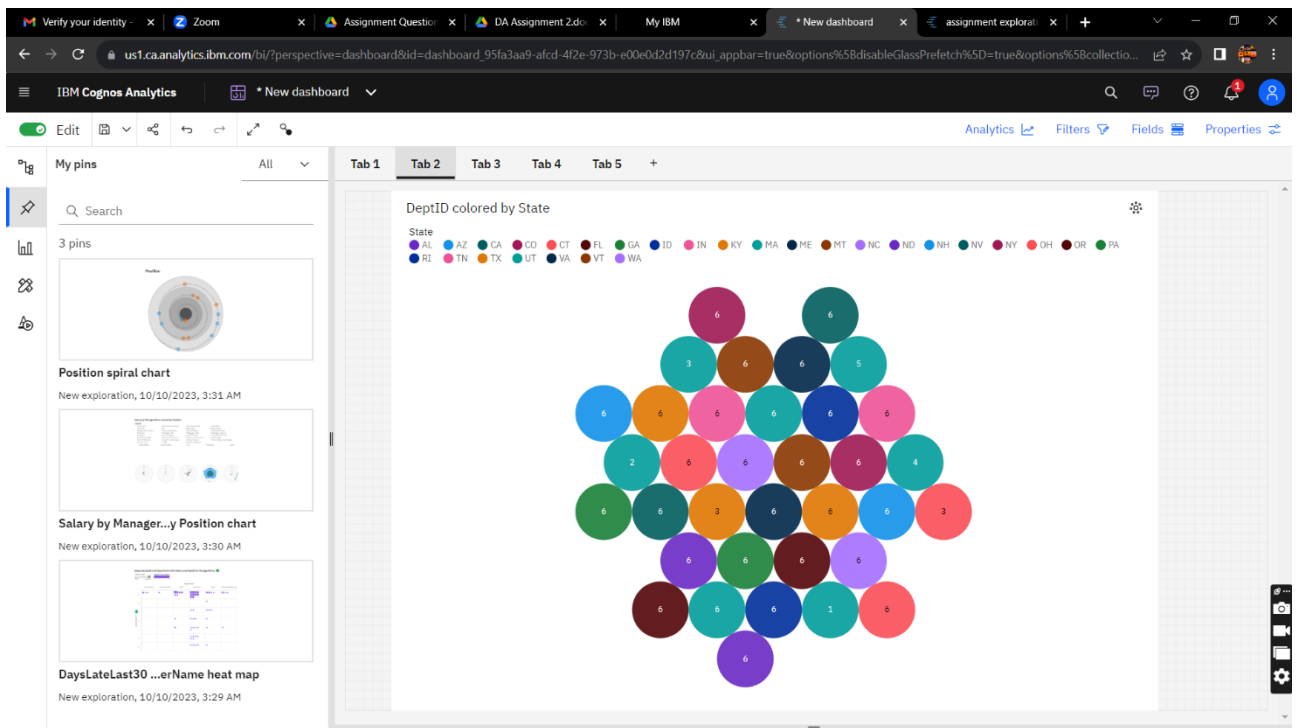 Verify your identity - Zoom Assignment Question DA Assignment 2.doc My IBM * New dashboard assignment explorati
us1.ca.analytics.ibm.com/bi/?perspective=dashboard&id=dashboard_95fa3aa9-afcd-4f2e-973b-e00e0d2d197c&ui_appbar=true&options%5BdisableGlassPrefetch%5D=true&options%5Bcollectio...
IBM Cognos Analytics * New dashboard
Edit Analytics Filters Fields Properties
My pins All Tab 1 Tab 2 Tab 3 Tab 4 Tab 5 +
Search
3 pins
Position
Position spiral chart
New exploration, 10/10/2023, 3:31 AM
Salary by Manager...y Position chart
New exploration, 10/10/2023, 3:30 AM
DaysLateLast30 ...erName heat map
New exploration, 10/10/2023, 3:29 AM
DeptID colored by State
State
AL AZ CA CO CT FL GA ID IN KY MA ME MT NC ND NH NV NY OH OR PA
RI TN TX UT VA VT WA
6 6
3 6 6 5
6 6 6 6 6 6
2 6 6 6 6 4
6 6 3 6 6 6 3
6 6 6 6
6 6 6 1 6
6